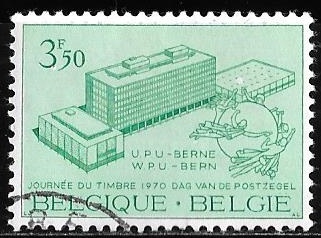 3F50
U.P.U-BERNE
W.P.U.-BERN
JOURNÉE DU TIMBRE 1970 DAG VAN DE POSTZEGEL
BELGIQUE · BELGIE